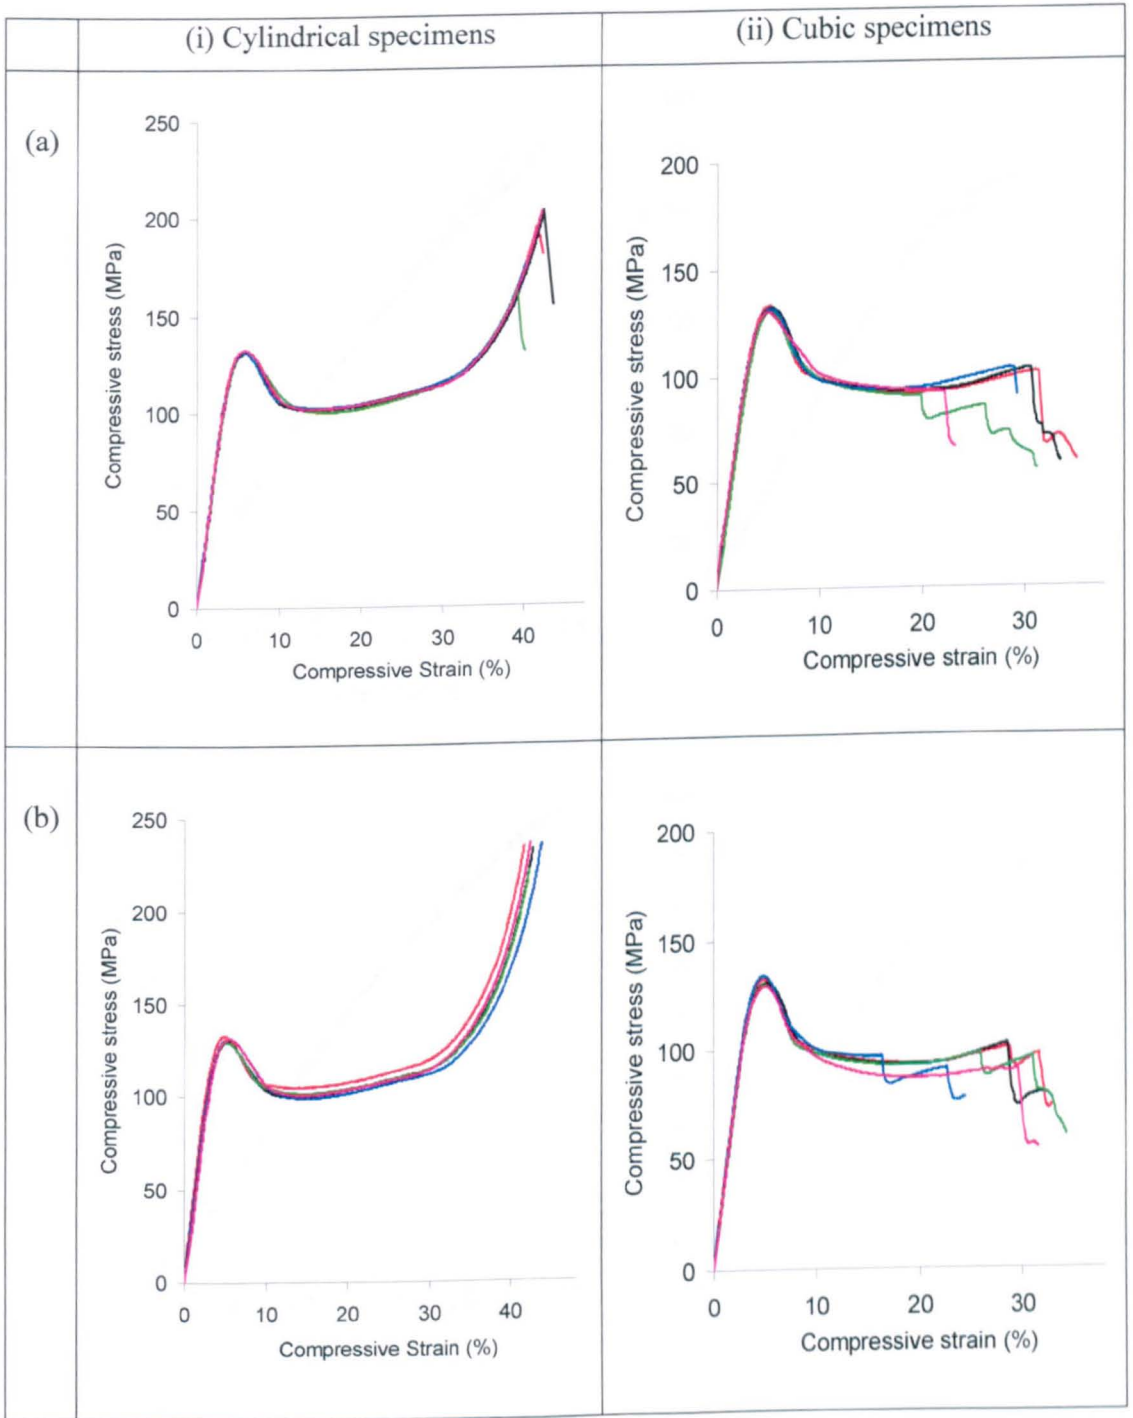 (i) Cylindrical specimens
(ii) Cubic specimens
(a)
250
200
150
100
50
0
Compressive stress (MPa)
0 10 20 30 40
Compressive Strain (%)
200
150
100
50
0
Compressive stress (MPa)
0 10 20 30
Compressive strain (%)
(b)
250
200
150
100
50
0
Compressive stress (MPa)
0 10 20 30 40
Compressive Strain (%)
200
150
100
50
0
Compressive stress (MPa)
0 10 20 30
Compressive strain (%)